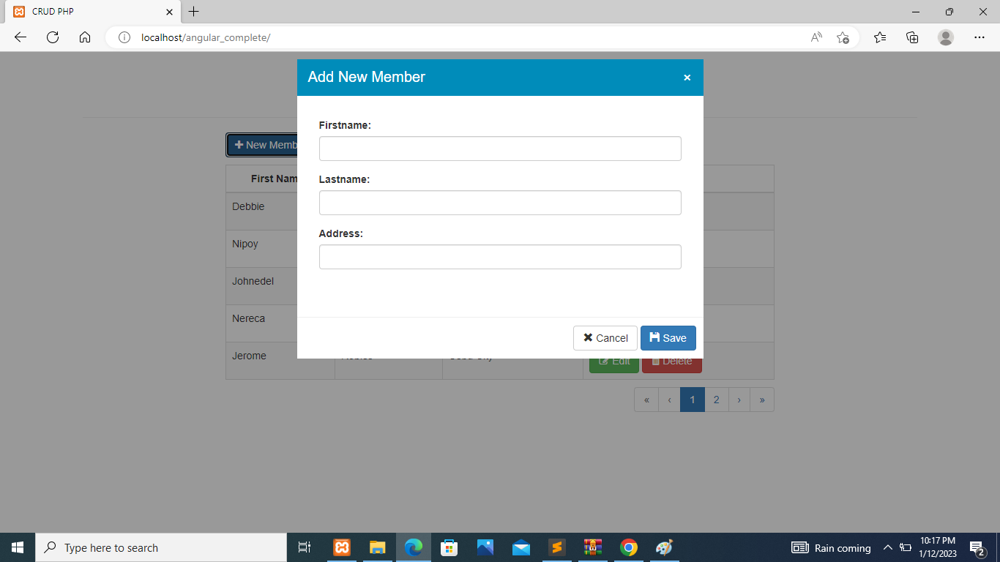 CRUD PHP
localhost/angular_complete/
Add New Member
×
Firstname:
New Memb
Lastname:
First Nam
Debbie
Address:
Nipoy
Johnedel
Nereca
Cancel Save
Jerome Edit Delete
« ‹ 1 2 › »
Type here to search
Rain coming
10:17 PM
1/12/2023
2